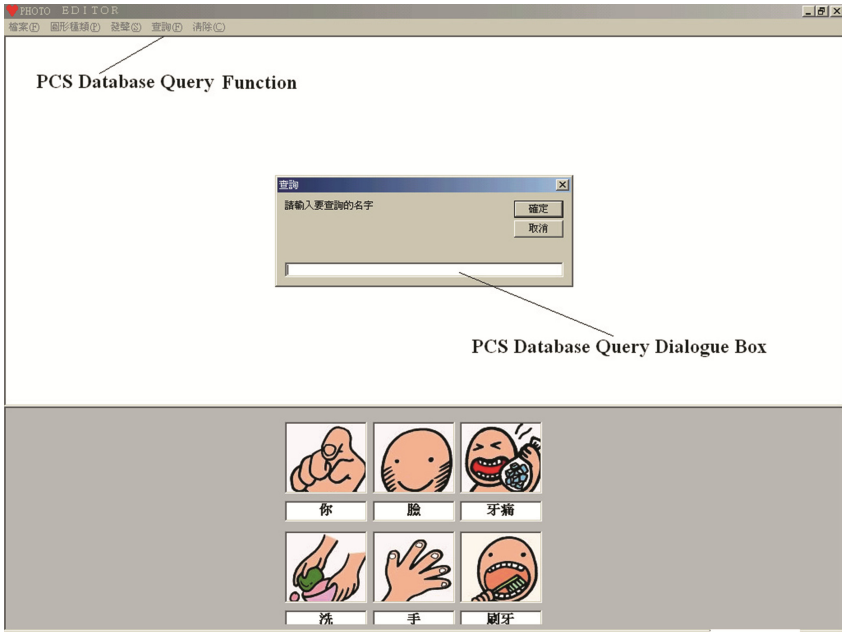 PHOTO EDITOR
檔案(F) 圖形種類(P) 發聲(S) 查詢(F) 清除(C)
PCS Database Query Function
查詢
請輸入要查詢的名字
確定
取消
PCS Database Query Dialogue Box
你 臉 牙痛
洗 手 刷牙